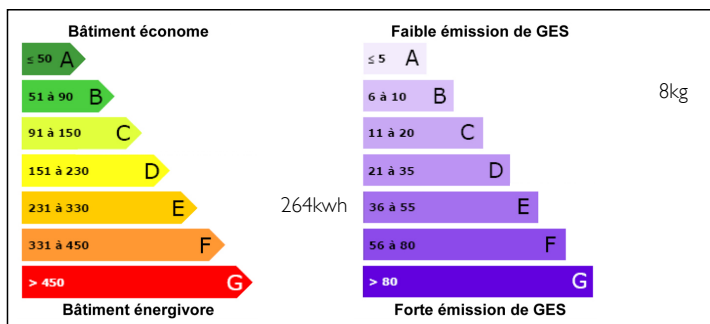 Bâtiment économe
≤ 50 A
51 à 90 B
91 à 150 C
151 à 230 D
231 à 330 E
264kwh
331 à 450 F
> 450 G
Bâtiment énergivore
Faible émission de GES
≤ 5 A
6 à 10 B
8kg
11 à 20 C
21 à 35 D
36 à 55 E
56 à 80 F
> 80 G
Forte émission de GES